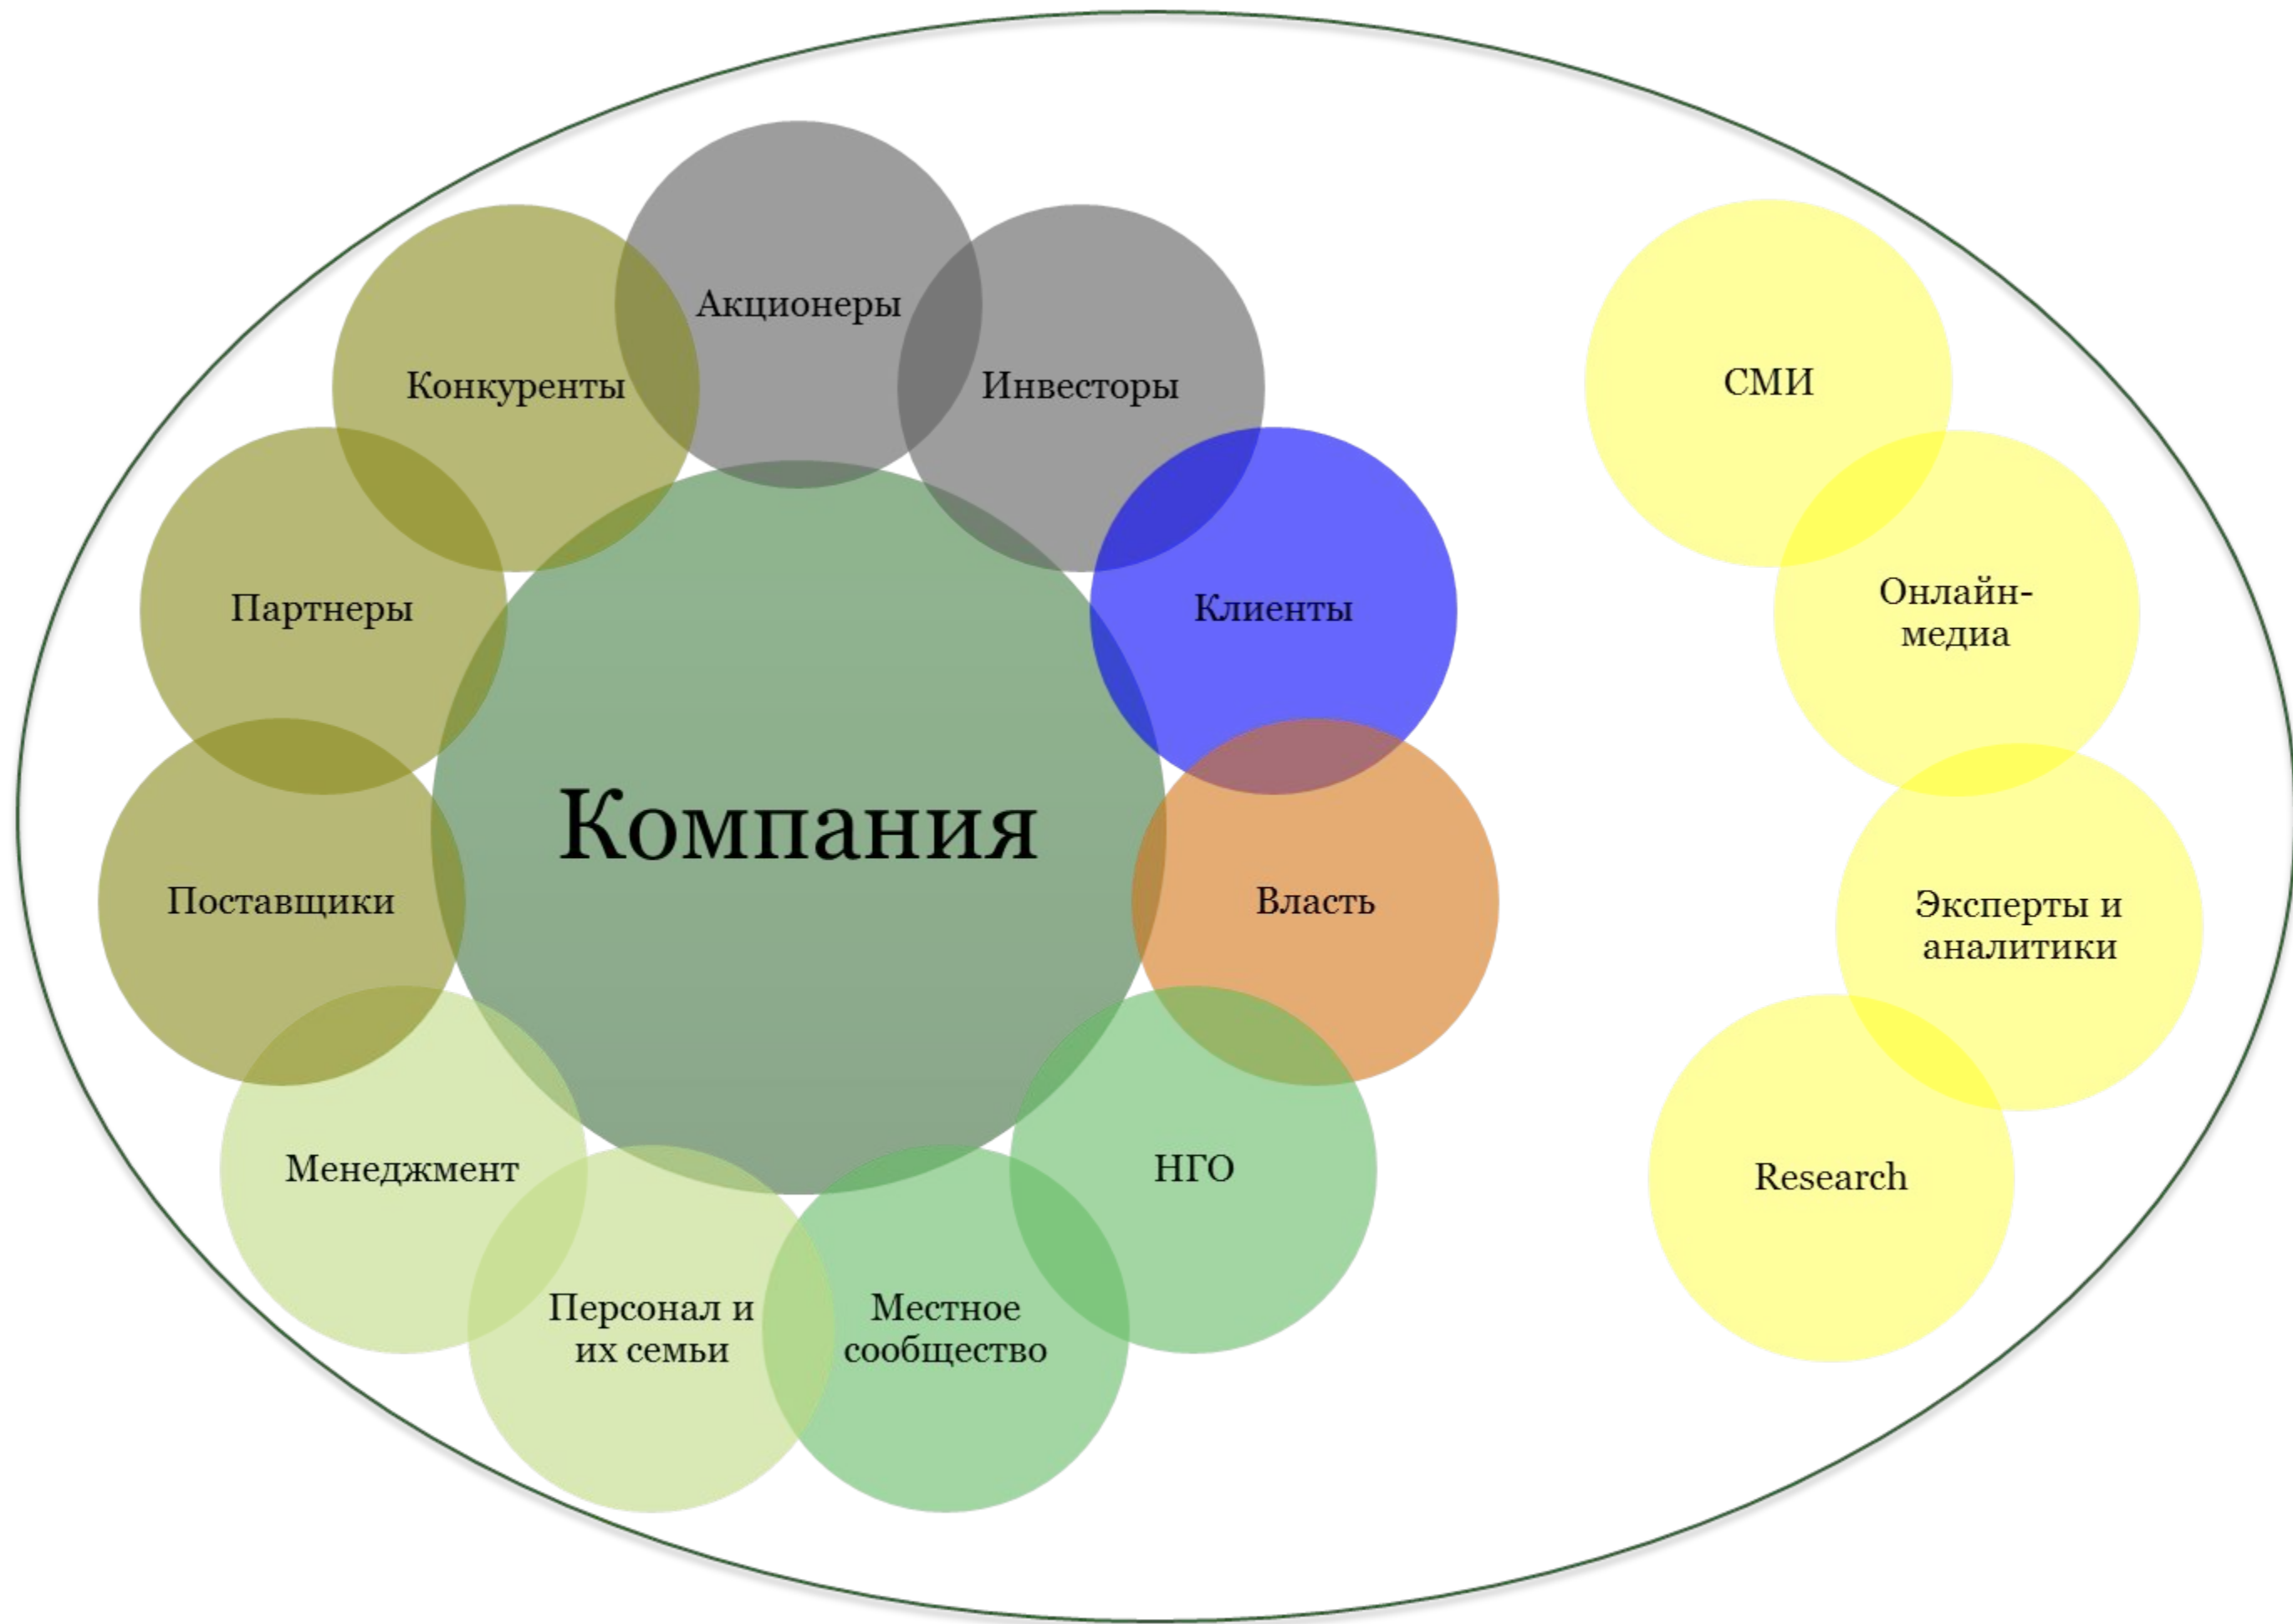 Акционеры
Конкуренты
Инвесторы
СМИ
Партнеры
Клиенты
Онлайн-
медиа
Компания
Поставщики
Власть
Эксперты и
аналитики
Менеджмент
НГО
Research
Персонал и
их семьи
Местное
сообщество